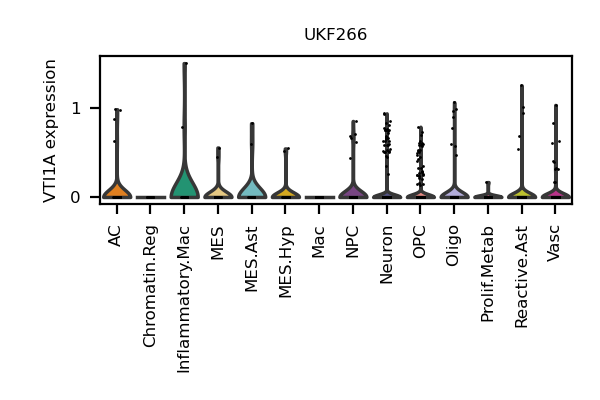 UKF266
VTI1A expression
1
0
AC
Chromatin.Reg
Inflammatory.Mac
MES
MES.Ast
MES.Hyp
Mac
NPC
Neuron
OPC
Oligo
Prolif.Metab
Reactive.Ast
Vasc